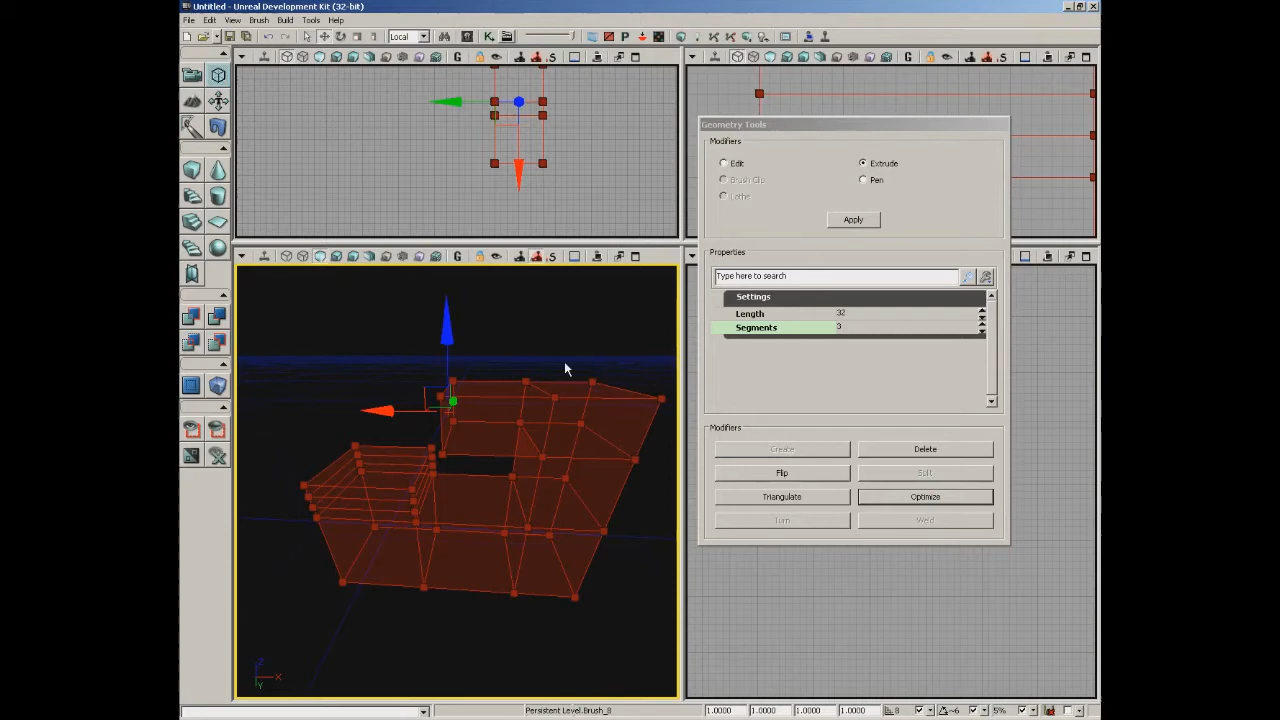 Untitled - Unreal Development Kit (32-bit)
File Edit View Brush Build Tools Help
Local
Geometry Tools
Modifiers
Edit
Extrude
Brush Clip
Pen
Lathe
Apply
Properties
Type here to search
Settings
Length 32
Segments 3
Modifiers
Create
Delete
Flip
Split
Triangulate
Optimize
Turn
Weld
Z
X
Y
Persistent Level.Brush_8
1.0000
1.0000
1.0000
1.0000
8
~6
5%